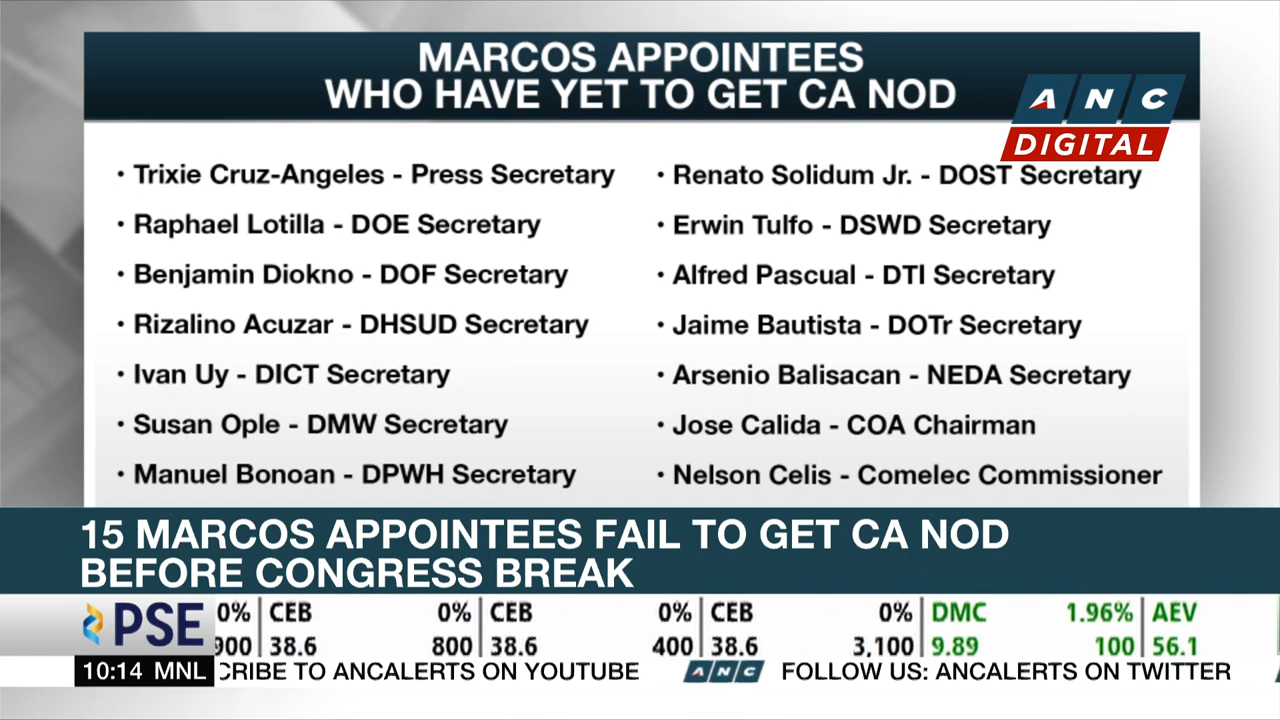 MARCOS APPOINTEES
WHO HAVE YET TO GET CA NOD
ANC
DIGITAL
• Trixie Cruz-Angeles - Press Secretary
• Raphael Lotilla - DOE Secretary
• Benjamin Diokno - DOF Secretary
• Rizalino Acuzar - DHSUD Secretary
• Ivan Uy - DICT Secretary
• Susan Ople - DMW Secretary
• Manuel Bonoan - DPWH Secretary
• Renato Solidum Jr. - DOST Secretary
• Erwin Tulfo - DSWD Secretary
• Alfred Pascual - DTI Secretary
• Jaime Bautista - DOTr Secretary
• Arsenio Balisacan - NEDA Secretary
• Jose Calida - COA Chairman
• Nelson Celis - Comelec Commissioner
15 MARCOS APPOINTEES FAIL TO GET CA NOD
BEFORE CONGRESS BREAK
PSE
0% CEB 0% CEB 0% CEB 0% DMC 1.96% AEV
900 38.6 800 38.6 400 38.6 3,100 9.89 100 56.1
10:14 MNL CRIBE TO ANCALERTS ON YOUTUBE ANC FOLLOW US: ANCALERTS ON TWITTER